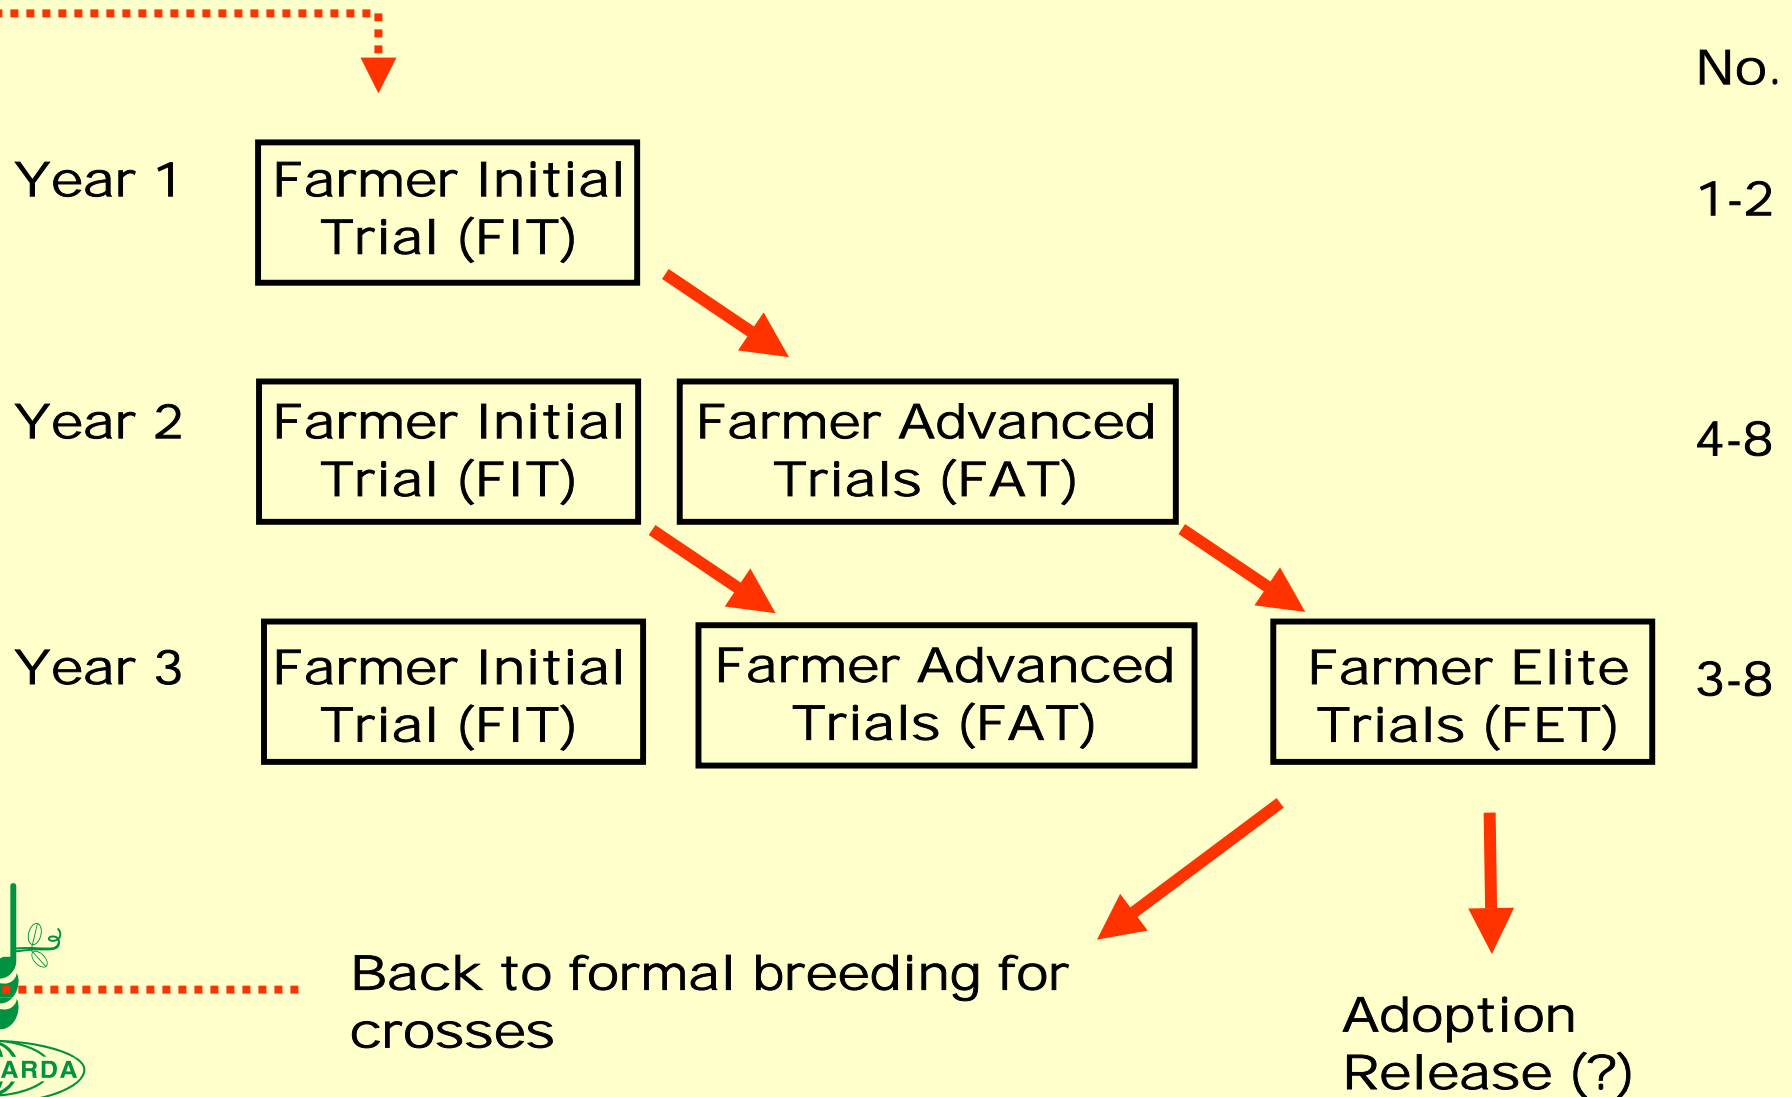 No.
Year 1
Farmer Initial
Trial (FIT)
1-2
Year 2
Farmer Initial
Trial (FIT)
Farmer Advanced
Trials (FAT)
4-8
Year 3
Farmer Initial
Trial (FIT)
Farmer Advanced
Trials (FAT)
Farmer Elite
Trials (FET)
3-8
Back to formal breeding for
crosses
Adoption
Release (?)
ARDA